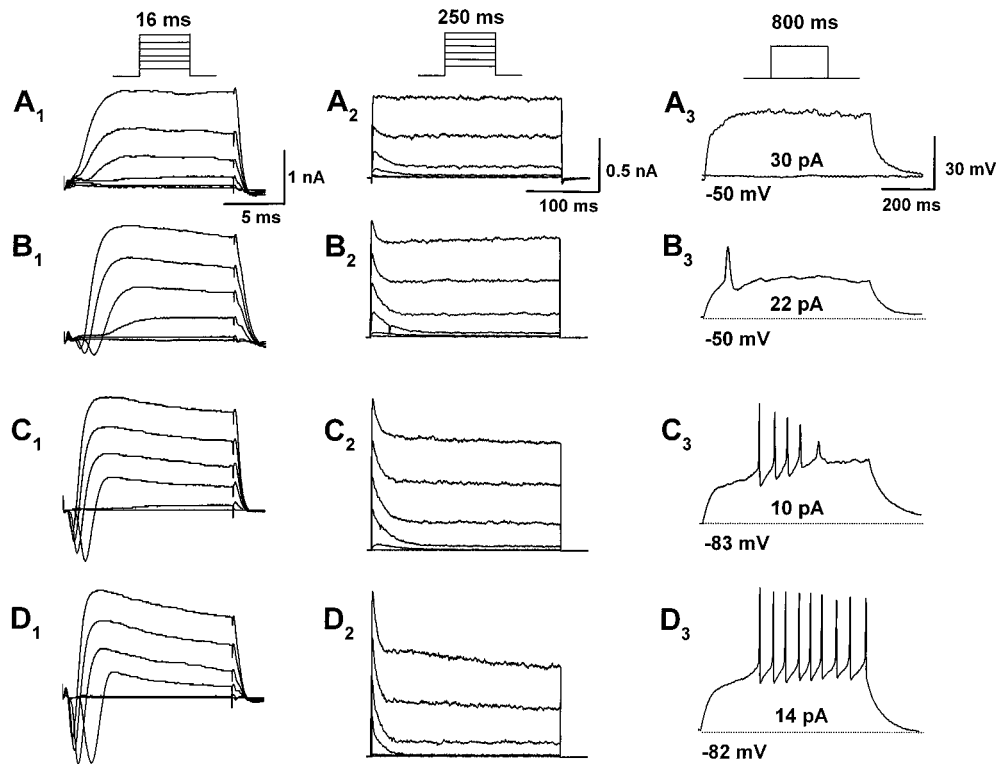 16 ms
250 ms
800 ms
A1
A2
A3
1 nA
5 ms
0.5 nA
100 ms
30 pA
-50 mV
30 mV
200 ms
B1
B2
B3
22 pA
-50 mV
C1
C2
C3
10 pA
-83 mV
D1
D2
D3
14 pA
-82 mV